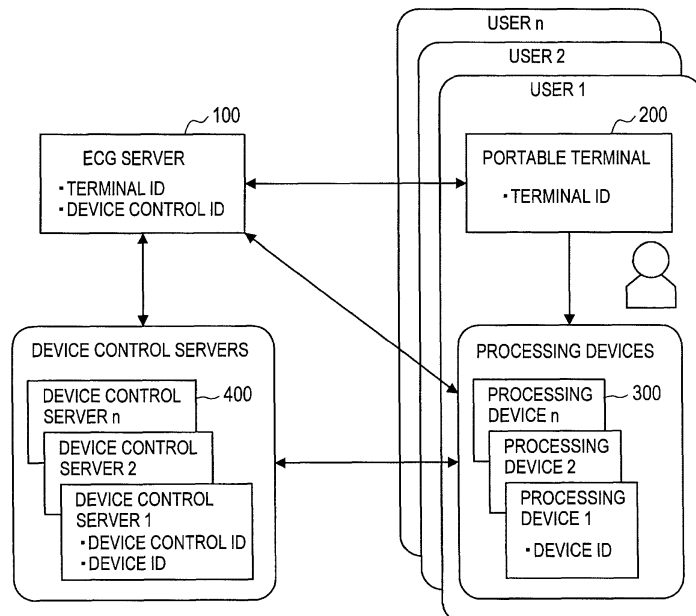 USER n
USER 2
USER 1
100
ECG SERVER
・TERMINAL ID
・DEVICE CONTROL ID
200
PORTABLE TERMINAL
・TERMINAL ID
DEVICE CONTROL SERVERS
400
DEVICE CONTROL
SERVER n
DEVICE CONTROL
SERVER 2
DEVICE CONTROL
SERVER 1
・DEVICE CONTROL ID
・DEVICE ID
PROCESSING DEVICES
300
PROCESSING
DEVICE n
PROCESSING
DEVICE 2
PROCESSING
DEVICE 1
・DEVICE ID